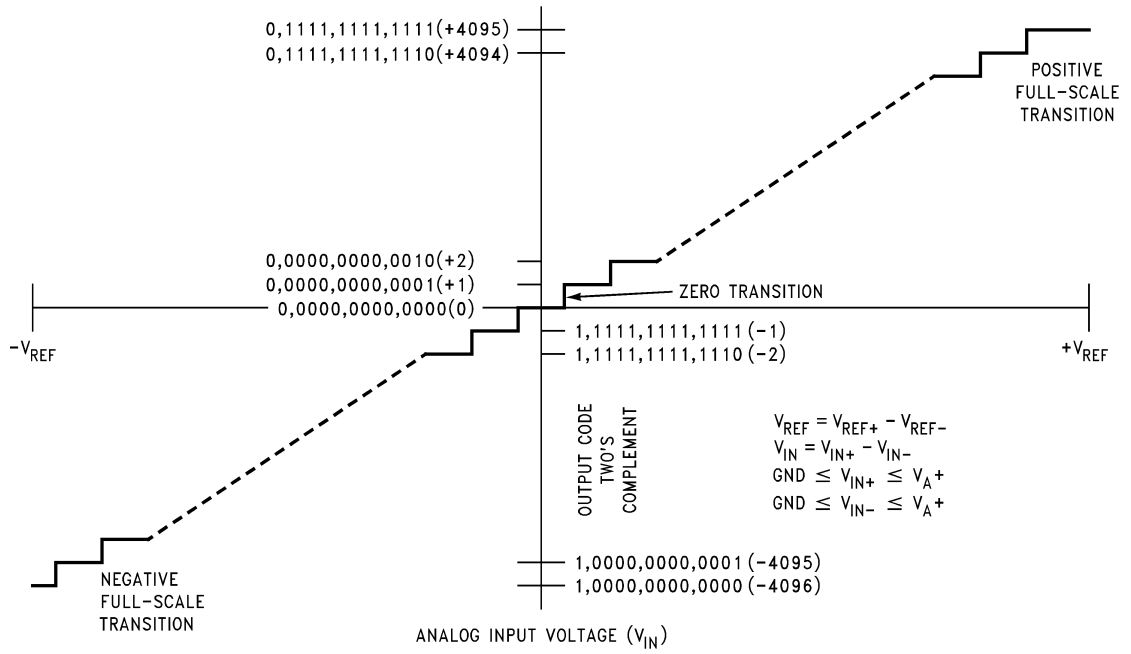 0,1111,1111,1111(+4095)
0,1111,1111,1110(+4094)
POSITIVE
FULL-SCALE
TRANSITION
0,0000,0000,0010(+2)
0,0000,0000,0001(+1)
ZERO TRANSITION
0,0000,0000,0000(0)
-VREF
+VREF
1,1111,1111,1111(-1)
1,1111,1111,1110(-2)
OUTPUT CODE
TWO'S
COMPLEMENT
VREF = VREF+ - VREF-
VIN = VIN+ - VIN-
GND ≤ VIN+ ≤ VA+
GND ≤ VIN- ≤ VA+
1,0000,0000,0001(-4095)
1,0000,0000,0000(-4096)
NEGATIVE
FULL-SCALE
TRANSITION
ANALOG INPUT VOLTAGE (VIN)